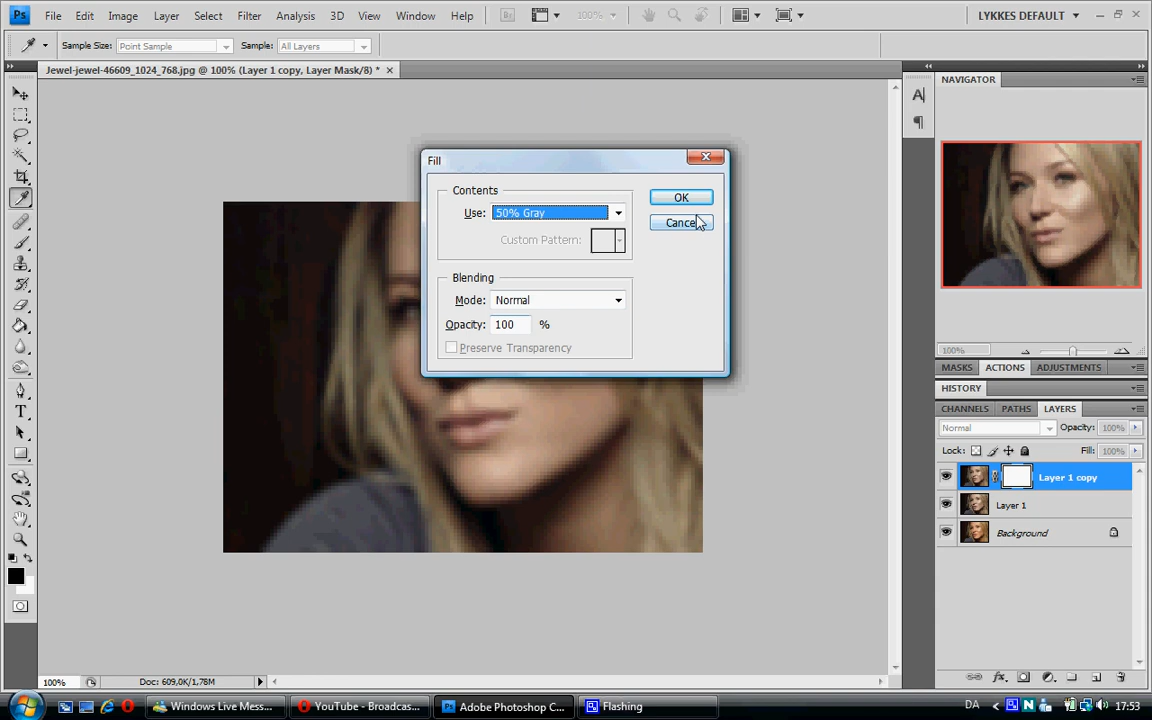 Ps File Edit Image Layer Select Filter Analysis 3D View Window Help Br 100% LYKKES DEFAULT
Sample Size: Point Sample Sample: All Layers
Jewel-jewel-46609_1024_768.jpg @ 100% (Layer 1 copy, Layer Mask/8) *
NAVIGATOR
Fill
Contents
Use: 50% Gray
OK
Custom Pattern:
Cancel
Blending
Mode: Normal
Opacity: 100 %
Preserve Transparency
100%
MASKS ACTIONS ADJUSTMENTS
HISTORY
CHANNELS PATHS LAYERS
Normal Opacity: 100%
Lock: Fill: 100%
Layer 1 copy
Layer 1
Background
T
A
100% Doc: 609,0K/1,78M
Windows Live Mess... YouTube - Broadcas... Ps Adobe Photoshop C... Flashing DA N 17:53